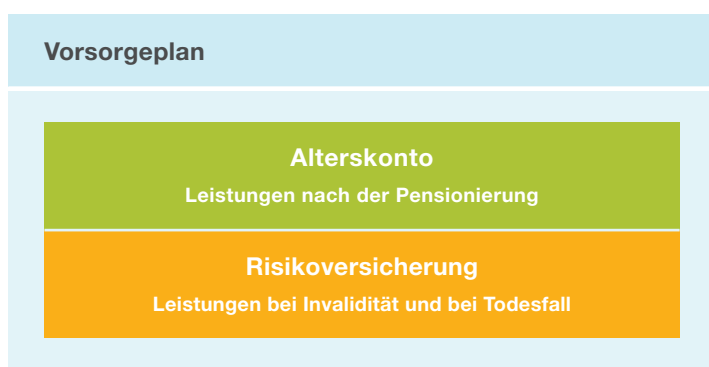 Vorsorgeplan
Alterskonto
Leistungen nach der Pensionierung
Risikoversicherung
Leistungen bei Invalidität und bei Todesfall